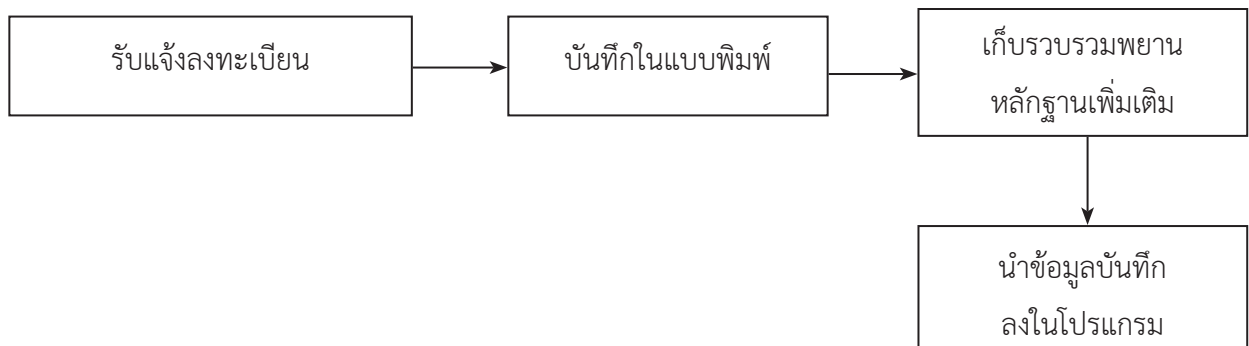 รับแจ้งลงทะเบียน
บันทึกในแบบพิมพ์
เก็บรวบรวมพยาน
หลักฐานเพิ่มเติม
นำข้อมูลบันทึก
ลงในโปรแกรม